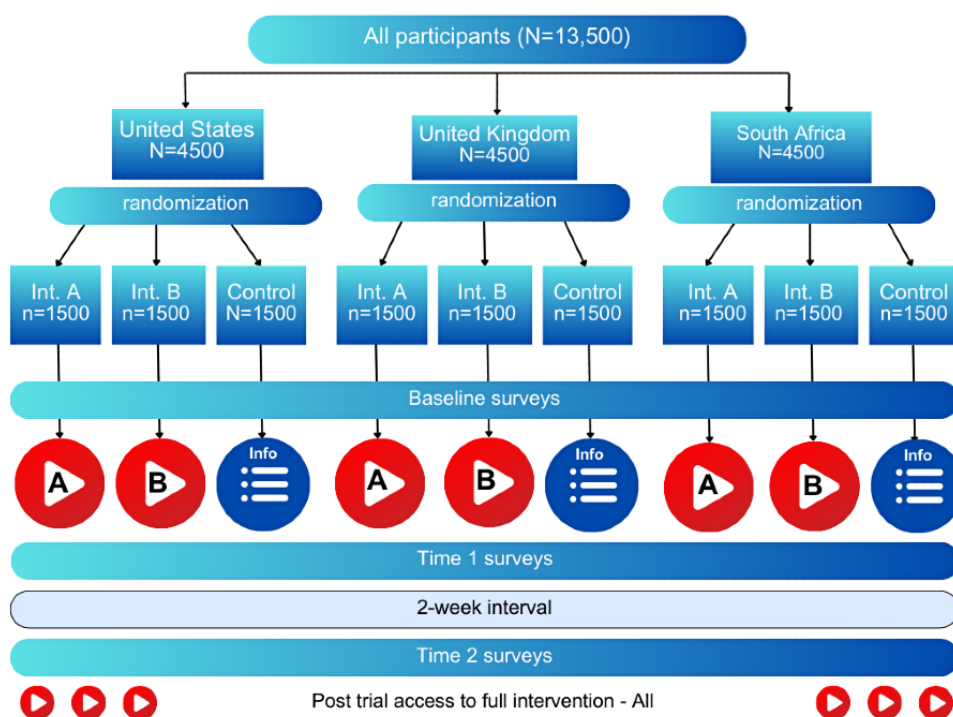 All participants (N=13,500)
United States
N=4500
United Kingdom
N=4500
South Africa
N=4500
randomization
randomization
randomization
Int. A
n=1500
Int. B
n=1500
Control
N=1500
Int. A
n=1500
Int. B
n=1500
Control
n=1500
Int. A
n=1500
Int. B
n=1500
Control
n=1500
Baseline surveys
A
B
Info
A
B
Info
A
B
Info
Time 1 surveys
2-week interval
Time 2 surveys
Post trial access to full intervention - All